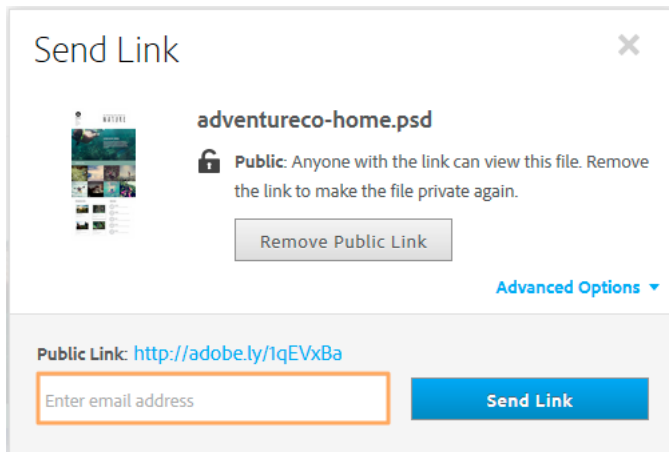 Send Link
NATURE
adventureco-home.psd
Public: Anyone with the link can view this file. Remove
the link to make the file private again.
Remove Public Link
Advanced Options
Public Link: http://adobe.ly/1qEVxBa
Enter email address
Send Link